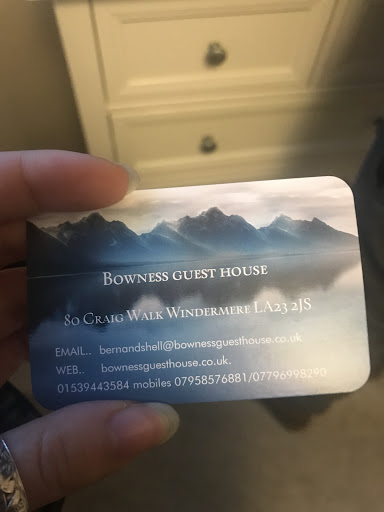 Bowness guest house
80 Craig Walk Windermere LA23 2JS
EMAIL.. bernandshell@bownessguesthouse.co.uk
WEB.. bownessguesthouse.co.uk.
01539443584 mobiles 07958576881/07796998290